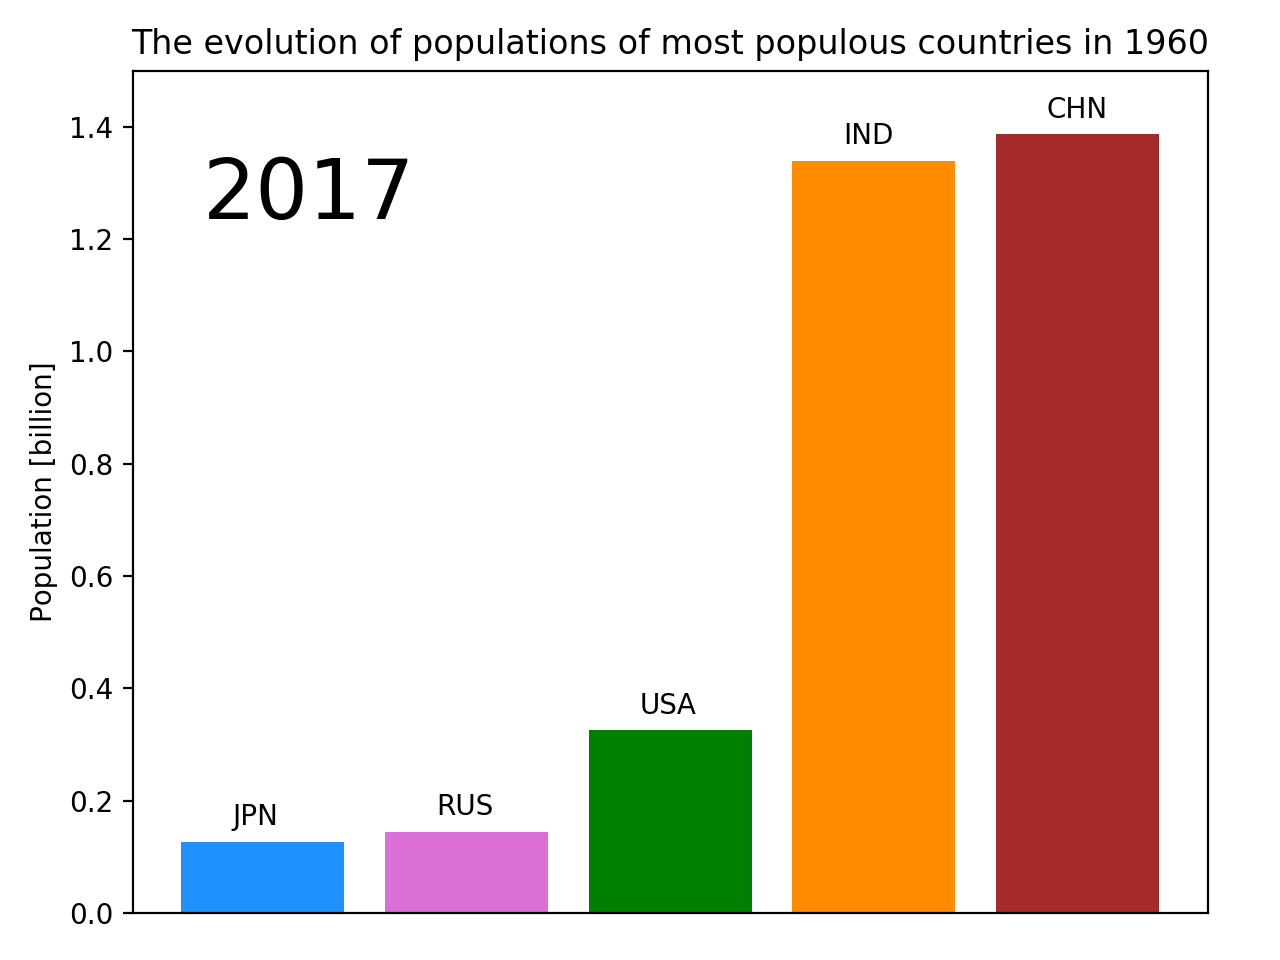 The evolution of populations of most populous countries in 1960
2017
Population [billion]
1.4
1.2
1.0
0.8
0.6
0.4
0.2
0.0
JPN
RUS
USA
IND
CHN